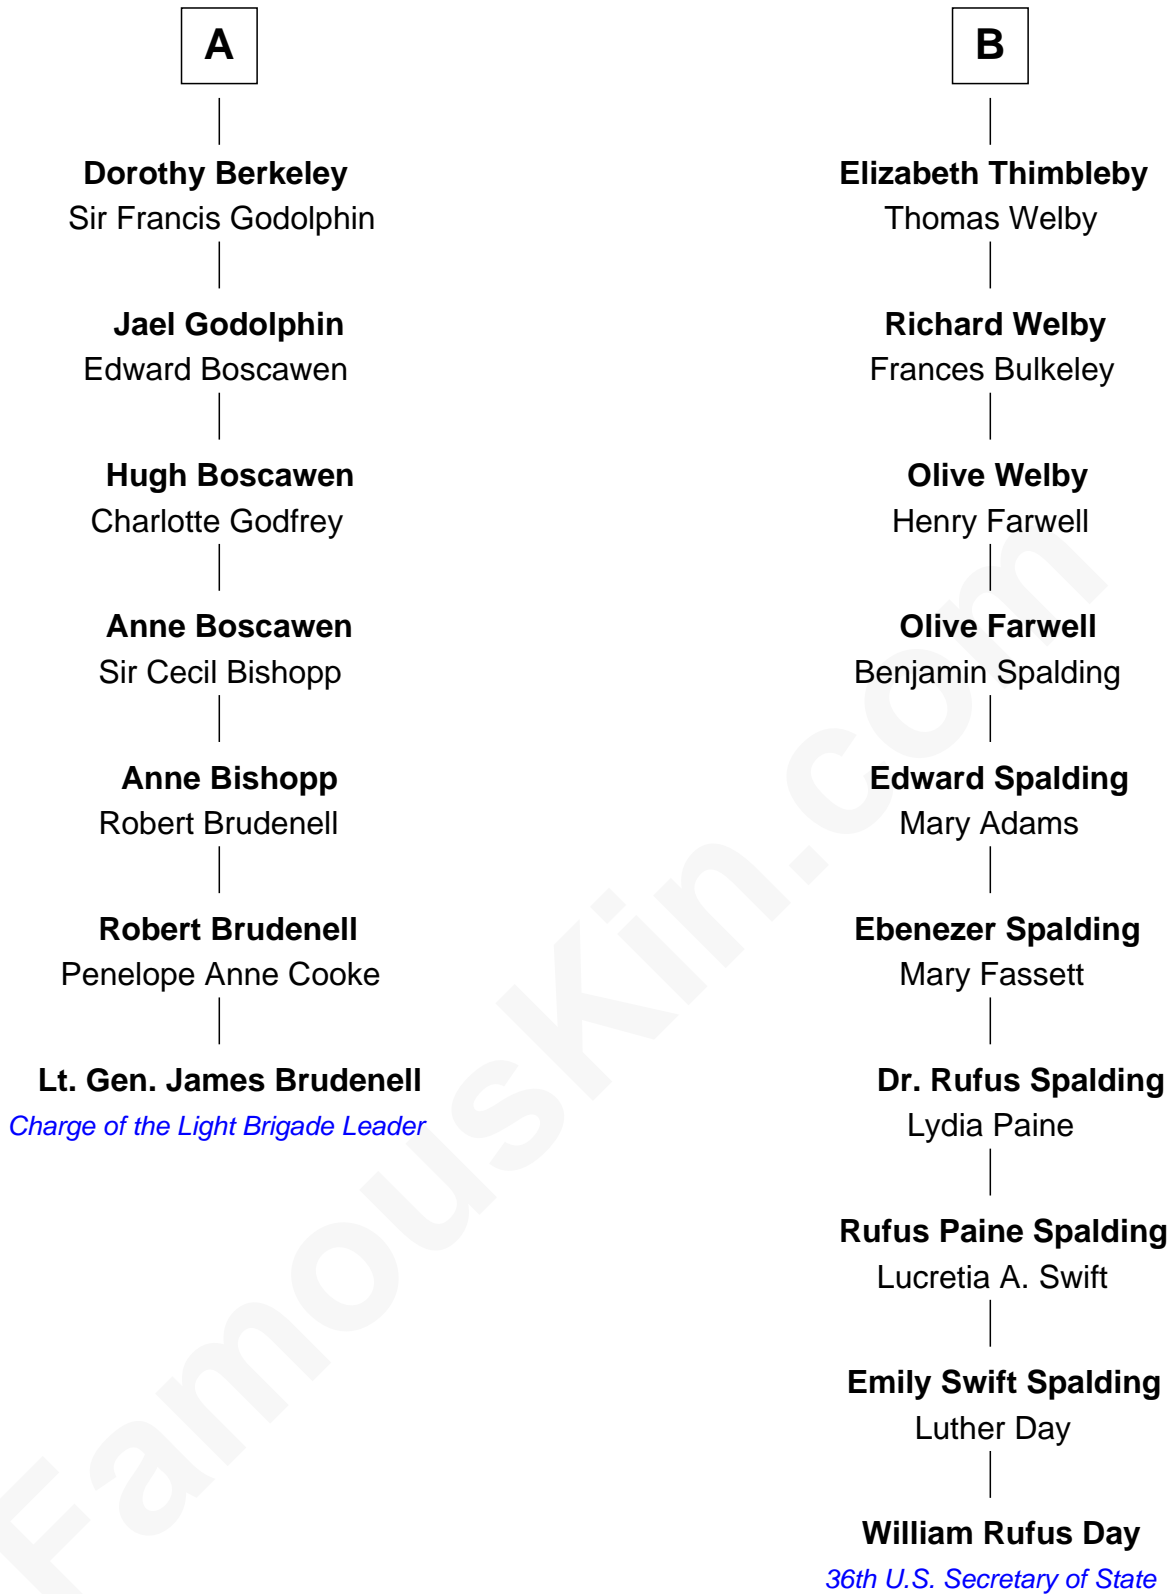 A
Dorothy Berkeley
Sir Francis Godolphin
Jael Godolphin
Edward Boscawen
Hugh Boscawen
Charlotte Godfrey
Anne Boscawen
Sir Cecil Bishopp
Anne Bishopp
Robert Brudenell
Robert Brudenell
Penelope Anne Cooke
Lt. Gen. James Brudenell
Charge of the Light Brigade Leader
B
Elizabeth Thimbleby
Thomas Welby
Richard Welby
Frances Bulkeley
Olive Welby
Henry Farwell
Olive Farwell
Benjamin Spalding
Edward Spalding
Mary Adams
Ebenezer Spalding
Mary Fassett
Dr. Rufus Spalding
Lydia Paine
Rufus Paine Spalding
Lucretia A. Swift
Emily Swift Spalding
Luther Day
William Rufus Day
36th U.S. Secretary of State
FamousKin.com